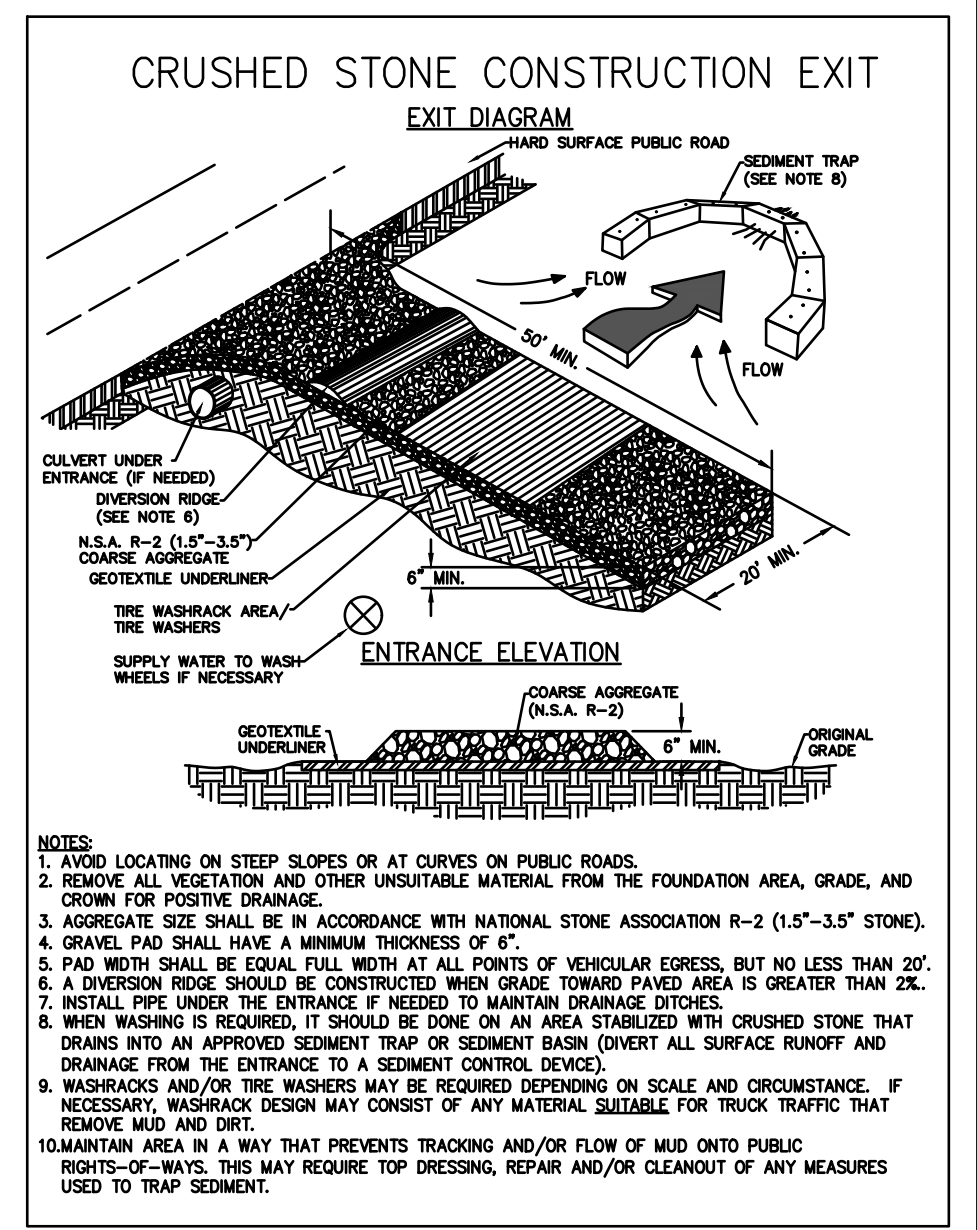 CRUSHED STONE CONSTRUCTION EXIT
EXIT DIAGRAM
HARD SURFACE PUBLIC ROAD
SEDIMENT TRAP
(SEE NOTE 8)
FLOW
50' MIN.
FLOW
CULVERT UNDER
ENTRANCE (IF NEEDED)
DIVERSION RIDGE
(SEE NOTE 6)
N.S.A. R-2 (1.5"-3.5")
COARSE AGGREGATE
GEOTEXTILE UNDERLINER
6" MIN.
20' MIN.
TIRE WASHRACK AREA/
TIRE WASHERS
SUPPLY WATER TO WASH
WHEELS IF NECESSARY
ENTRANCE ELEVATION
COARSE AGGREGATE
(N.S.A. R-2)
GEOTEXTILE
UNDERLINER
6" MIN.
ORIGINAL
GRADE
NOTES:
1. AVOID LOCATING ON STEEP SLOPES OR AT CURVES ON PUBLIC ROADS.
2. REMOVE ALL VEGETATION AND OTHER UNSUITABLE MATERIAL FROM THE FOUNDATION AREA, GRADE, AND
CROWN FOR POSITIVE DRAINAGE.
3. AGGREGATE SIZE SHALL BE IN ACCORDANCE WITH NATIONAL STONE ASSOCIATION R-2 (1.5"-3.5" STONE).
4. GRAVEL PAD SHALL HAVE A MINIMUM THICKNESS OF 6".
5. PAD WIDTH SHALL BE EQUAL FULL WIDTH AT ALL POINTS OF VEHICULAR EGRESS, BUT NO LESS THAN 20'.
6. A DIVERSION RIDGE SHOULD BE CONSTRUCTED WHEN GRADE TOWARD PAVED AREA IS GREATER THAN 2%..
7. INSTALL PIPE UNDER THE ENTRANCE IF NEEDED TO MAINTAIN DRAINAGE DITCHES.
8. WHEN WASHING IS REQUIRED, IT SHOULD BE DONE ON AN AREA STABILIZED WITH CRUSHED STONE THAT
DRAINS INTO AN APPROVED SEDIMENT TRAP OR SEDIMENT BASIN (DIVERT ALL SURFACE RUNOFF AND
DRAINAGE FROM THE ENTRANCE TO A SEDIMENT CONTROL DEVICE).
9. WASHRACKS AND/OR TIRE WASHERS MAY BE REQUIRED DEPENDING ON SCALE AND CIRCUMSTANCE. IF
NECESSARY, WASHRACK DESIGN MAY CONSIST OF ANY MATERIAL SUITABLE FOR TRUCK TRAFFIC THAT
REMOVE MUD AND DIRT.
10.MAINTAIN AREA IN A WAY THAT PREVENTS TRACKING AND/OR FLOW OF MUD ONTO PUBLIC
RIGHTS-OF-WAYS. THIS MAY REQUIRE TOP DRESSING, REPAIR AND/OR CLEANOUT OF ANY MEASURES
USED TO TRAP SEDIMENT.